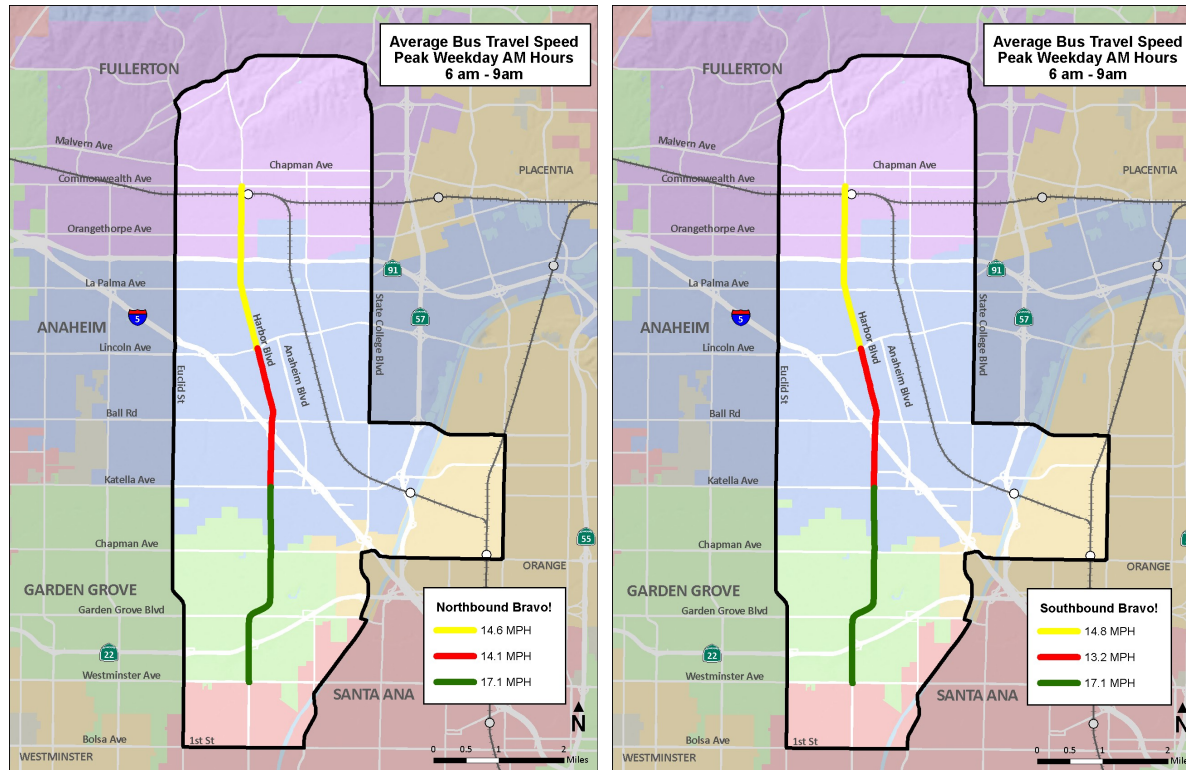 Average Bus Travel Speed
Peak Weekday AM Hours
6 am - 9am
FULLERTON
Malvern Ave
Chapman Ave
Commonwealth Ave
PLACENTIA
Orangethorpe Ave
91
La Palma Ave
State College Blvd
57
5
ANAHEIM
Harbor Blvd
Anaheim Blvd
Lincoln Ave
Euclid St
Ball Rd
Katella Ave
55
Chapman Ave
ORANGE
GARDEN GROVE
Garden Grove Blvd
22
Westminster Ave
SANTA ANA
Northbound Bravo!
14.6 MPH
14.1 MPH
17.1 MPH
N
Bolsa Ave
1st St
WESTMINSTER
0 0.5 1 2
Miles
Average Bus Travel Speed
Peak Weekday AM Hours
6 am - 9am
FULLERTON
Malvern Ave
Chapman Ave
Commonwealth Ave
PLACENTIA
Orangethorpe Ave
91
La Palma Ave
State College Blvd
57
5
ANAHEIM
Harbor Blvd
Anaheim Blvd
Lincoln Ave
Euclid St
Ball Rd
Katella Ave
Chapman Ave
ORANGE
GARDEN GROVE
Garden Grove Blvd
22
Westminster Ave
SANTA ANA
Southbound Bravo!
14.8 MPH
13.2 MPH
17.1 MPH
N
Bolsa Ave
1st St
WESTMINSTER
0 0.5 1 2